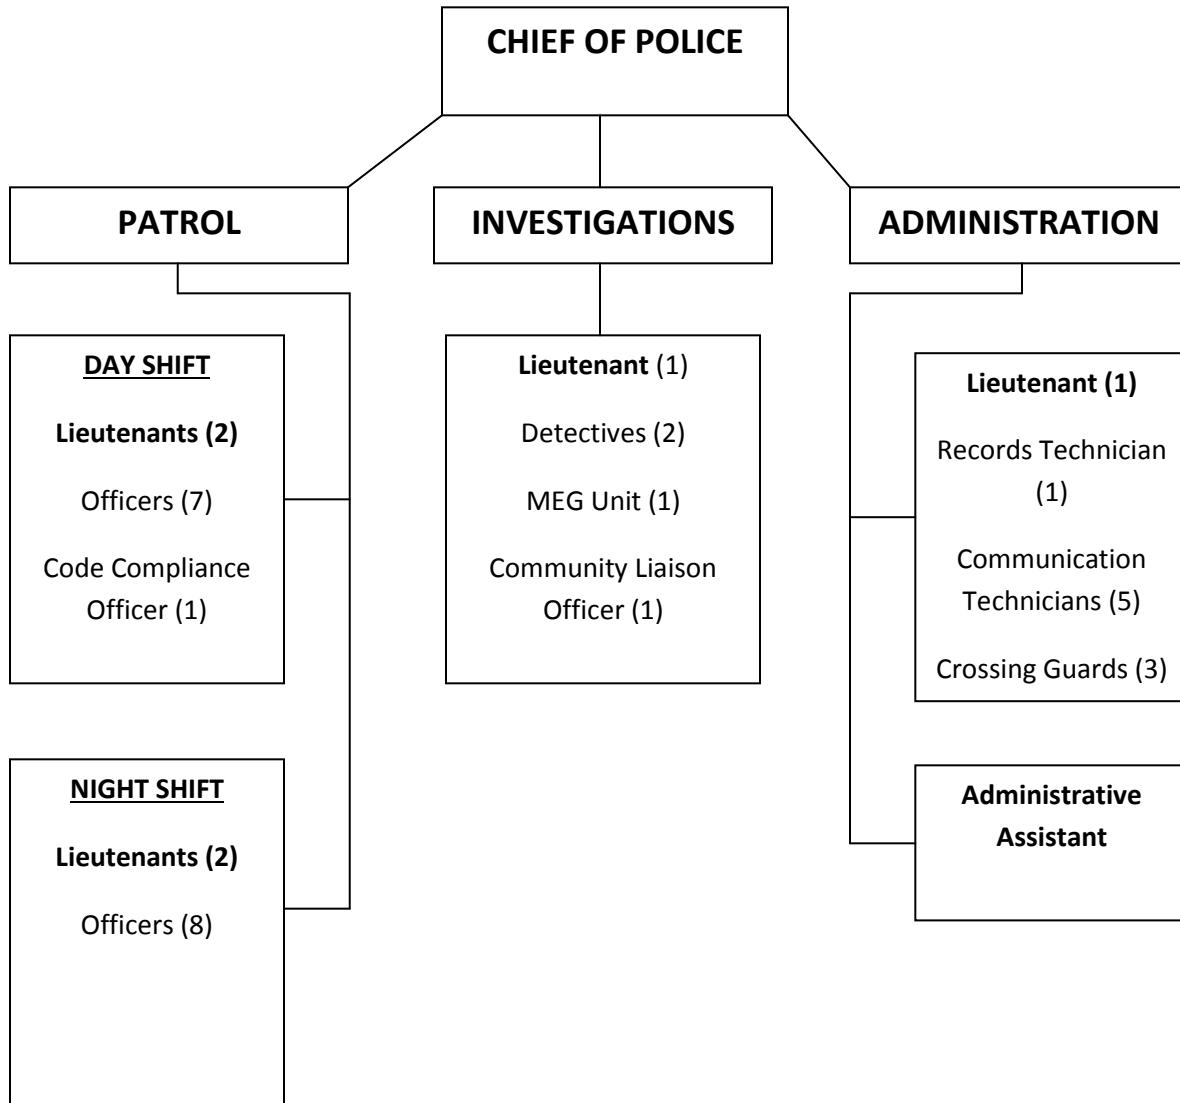 CHIEF OF POLICE
PATROL
INVESTIGATIONS
ADMINISTRATION
DAY SHIFT
Lieutenants (2)
Officers (7)
Code Compliance
Officer (1)
NIGHT SHIFT
Lieutenants (2)
Officers (8)
Lieutenant (1)
Detectives (2)
MEG Unit (1)
Community Liaison
Officer (1)
Lieutenant (1)
Records Technician
(1)
Communication
Technicians (5)
Crossing Guards (3)
Administrative
Assistant